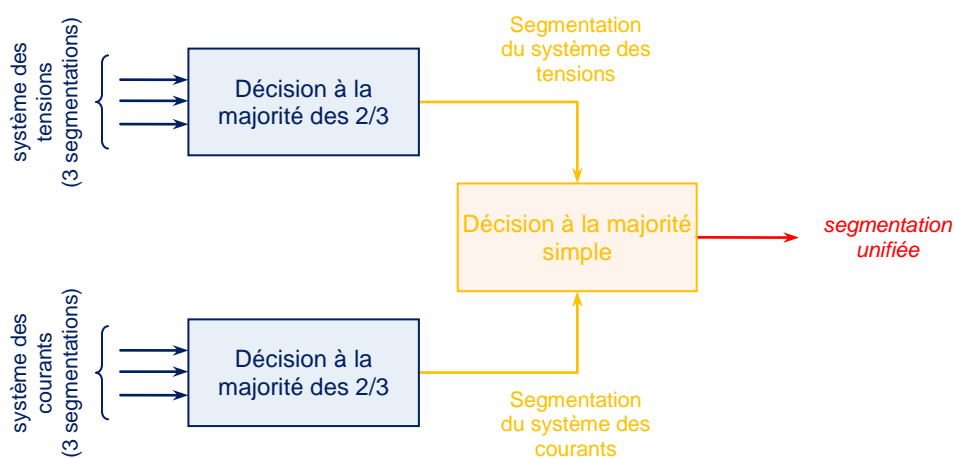 système des
tensions
(3 segmentations)
Décision à la
majorité des 2/3
Segmentation
du système des
tensions
Décision à la majorité
simple
segmentation
unifiée
système des
courants
(3 segmentations)
Décision à la
majorité des 2/3
Segmentation
du système des
courants